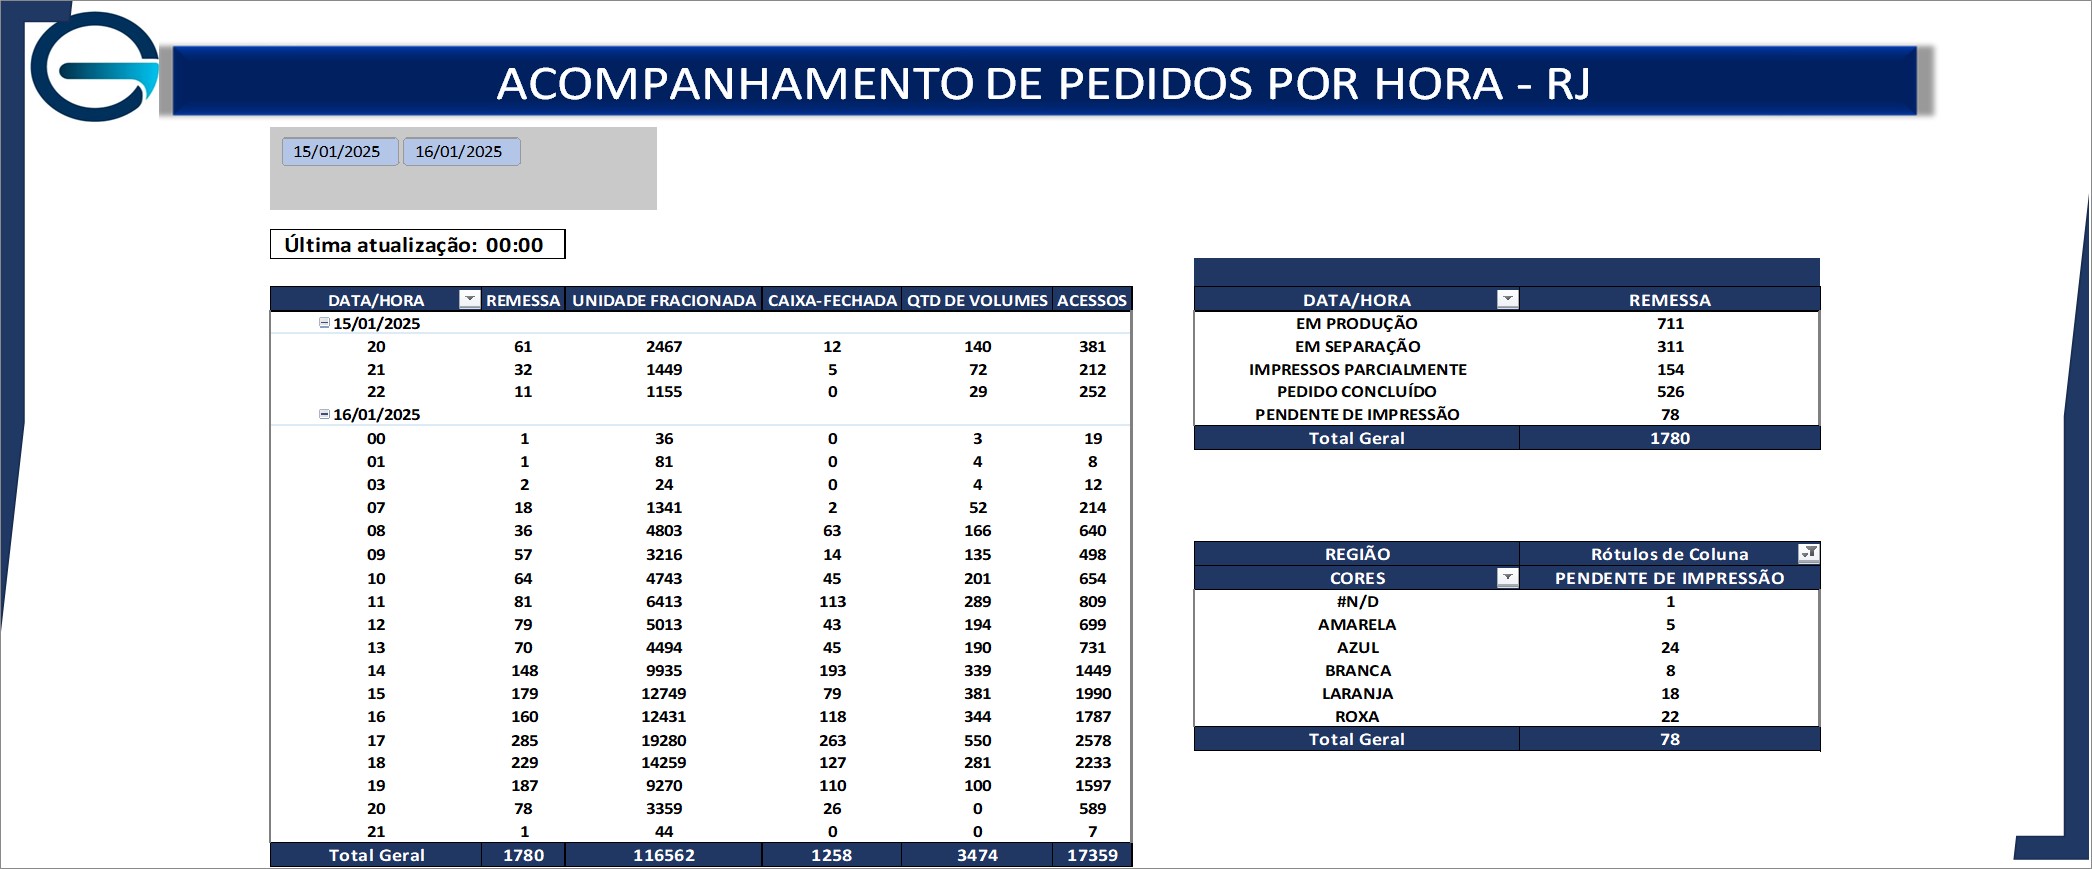 ACOMPANHAMENTO DE PEDIDOS POR HORA - RJ
15/01/2025 16/01/2025
Última atualização: 00:00
DATA/HORA REMESSA UNIDADE FRACIONADA CAIXA-FECHADA QTD DE VOLUMES ACESSOS
15/01/2025
20 61 2467 12 140 381
21 32 1449 5 72 212
22 11 1155 0 29 252
16/01/2025
00 1 36 0 3 19
01 1 81 0 4 8
03 2 24 0 4 12
07 18 1341 2 52 214
08 36 4803 63 166 640
09 57 3216 14 135 498
10 64 4743 45 201 654
11 81 6413 113 289 809
12 79 5013 43 194 699
13 70 4494 45 190 731
14 148 9935 193 339 1449
15 179 12749 79 381 1990
16 160 12431 118 344 1787
17 285 19280 263 550 2578
18 229 14259 127 281 2233
19 187 9270 110 100 1597
20 78 3359 26 0 589
21 1 44 0 0 7
Total Geral 1780 116562 1258 3474 17359
DATA/HORA REMESSA
EM PRODUÇÃO 711
EM SEPARAÇÃO 311
IMPRESSOS PARCIALMENTE 154
PEDIDO CONCLUÍDO 526
PENDENTE DE IMPRESSÃO 78
Total Geral 1780
REGIÃO Rótulos de Coluna
CORES PENDENTE DE IMPRESSÃO
#N/D 1
AMARELA 5
AZUL 24
BRANCA 8
LARANJA 18
ROXA 22
Total Geral 78